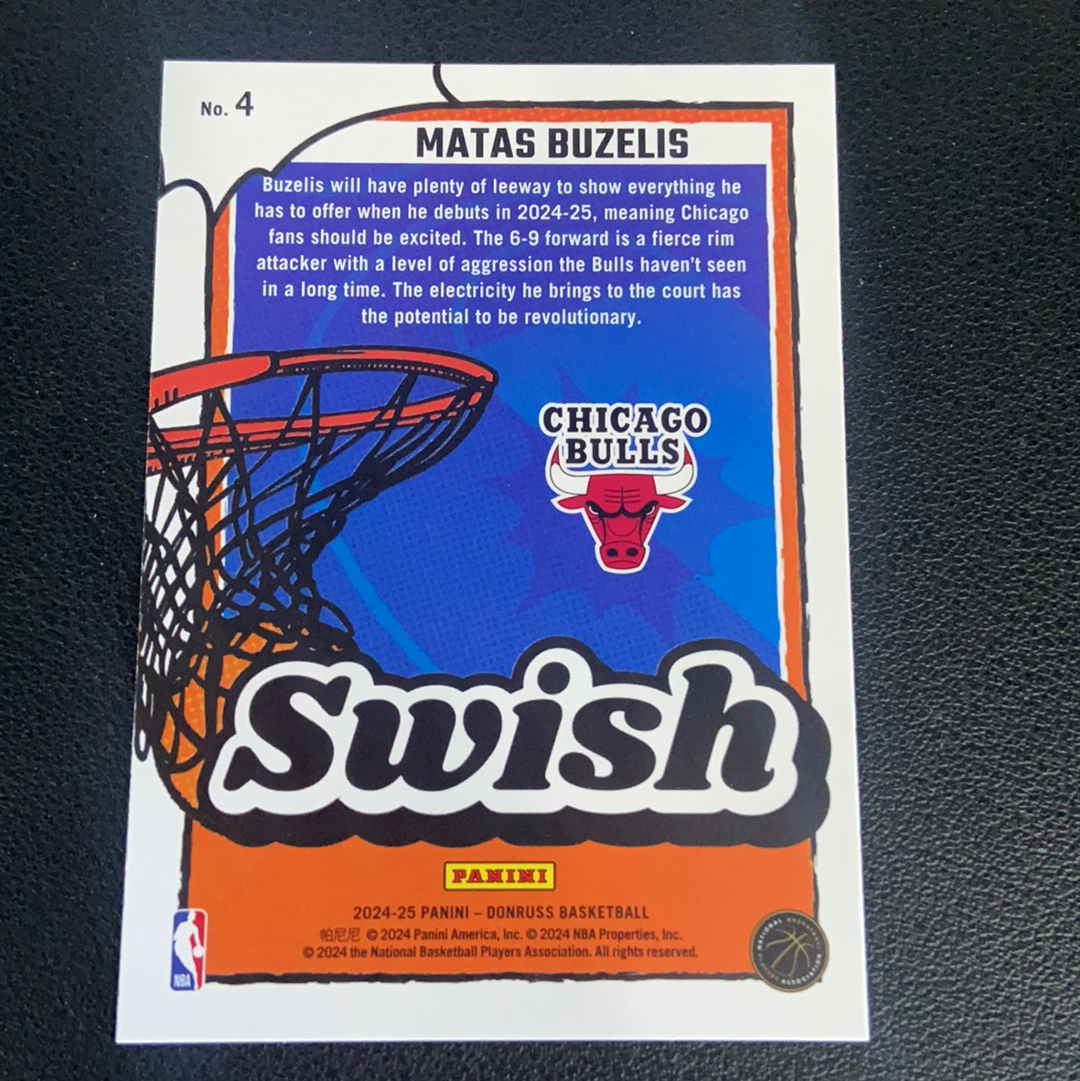 No. 4
MATAS BUZELIS
Buzelis will have plenty of leeway to show everything he
has to offer when he debuts in 2024-25, meaning Chicago
fans should be excited. The 6-9 forward is a fierce rim
attacker with a level of aggression the Bulls haven't seen
in a long time. The electricity he brings to the court has
the potential to be revolutionary.
CHICAGO
BULLS
Swish
PANINI
2024-25 PANINI – DONRUSS BASKETBALL
帕尼尼 © 2024 Panini America, Inc. © 2024 NBA Properties, Inc.
© 2024 the National Basketball Players Association. All rights reserved.
NBA
NATIONAL BASKETBALL
ASSOCIATION